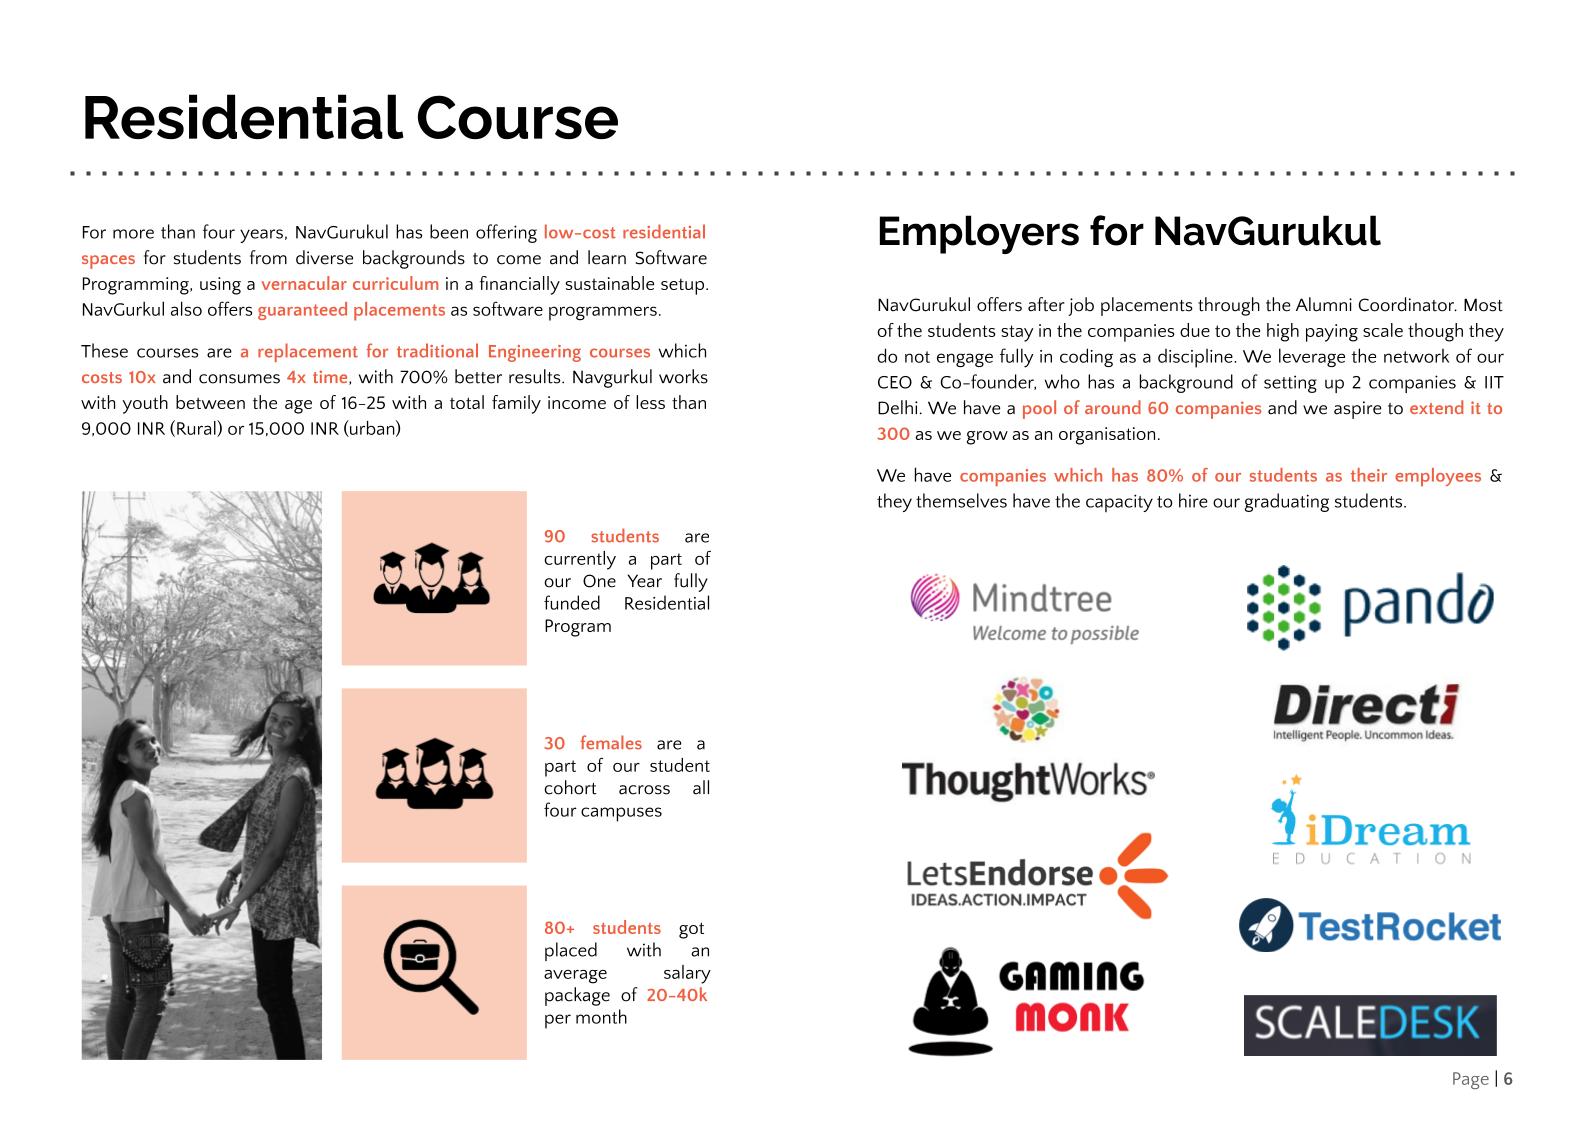 Residential Course
For more than four years, NavGurukul has been offering low-cost residential
spaces for students from diverse backgrounds to come and learn Software
Programming, using a vernacular curriculum in a financially sustainable setup.
NavGurkul also offers guaranteed placements as software programmers.
These courses are a replacement for traditional Engineering courses which
costs 10x and consumes 4x time, with 700% better results. Navgurkul works
with youth between the age of 16-25 with a total family income of less than
9,000 INR (Rural) or 15,000 INR (urban)
90 students are
currently a part of
our One Year fully
funded Residential
Program
30 females are a
part of our student
cohort across all
four campuses
80+ students got
placed with an
average salary
package of 20-40k
per month
Employers for NavGurukul
NavGurukul offers after job placements through the Alumni Coordinator. Most
of the students stay in the companies due to the high paying scale though they
do not engage fully in coding as a discipline. We leverage the network of our
CEO & Co-founder, who has a background of setting up 2 companies & IIT
Delhi. We have a pool of around 60 companies and we aspire to extend it to
300 as we grow as an organisation.
We have companies which has 80% of our students as their employees &
they themselves have the capacity to hire our graduating students.
Mindtree
Welcome to possible
pando
ThoughtWorks®
Directi
Intelligent People. Uncommon Ideas.
iDream
EDUCATION
LetsEndorse
IDEAS.ACTION.IMPACT
TestRocket
GAMING
MONK
SCALEDESK
Page | 6